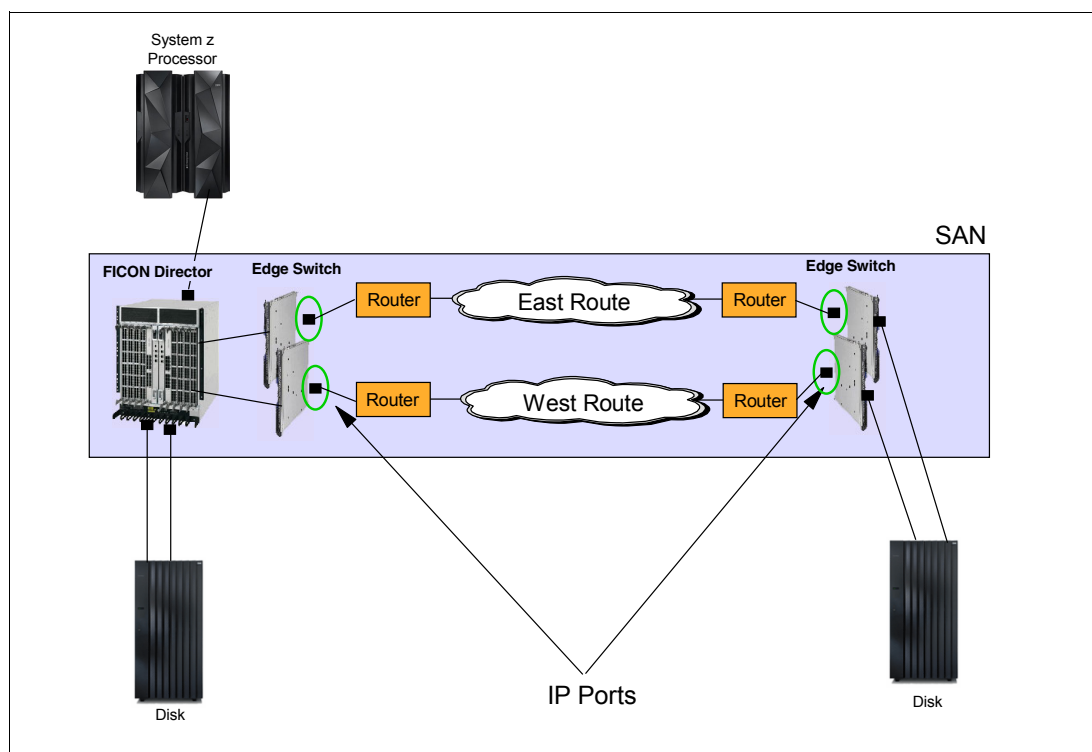 System z
Processor
SAN
FICON Director
Edge Switch
Edge Switch
Router
East Route
Router
Router
West Route
Router
IP Ports
Disk
Disk